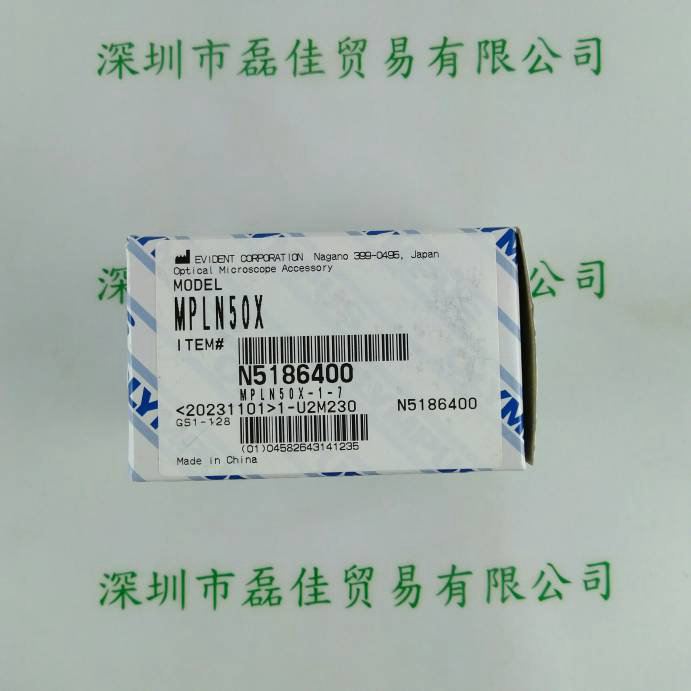 深圳市磊佳贸易有限公司
EVIDENT CORPORATION Nagano 399-0495, Japan
Optical Microscope Accessory
MODEL
MPLN50X
ITEM#
N5186400
MPLN50X-1-7
<20231101>1-U2M230 N5186400
GS1-128
(01)04582643141235
Made in China
深圳市磊佳贸易有限公司